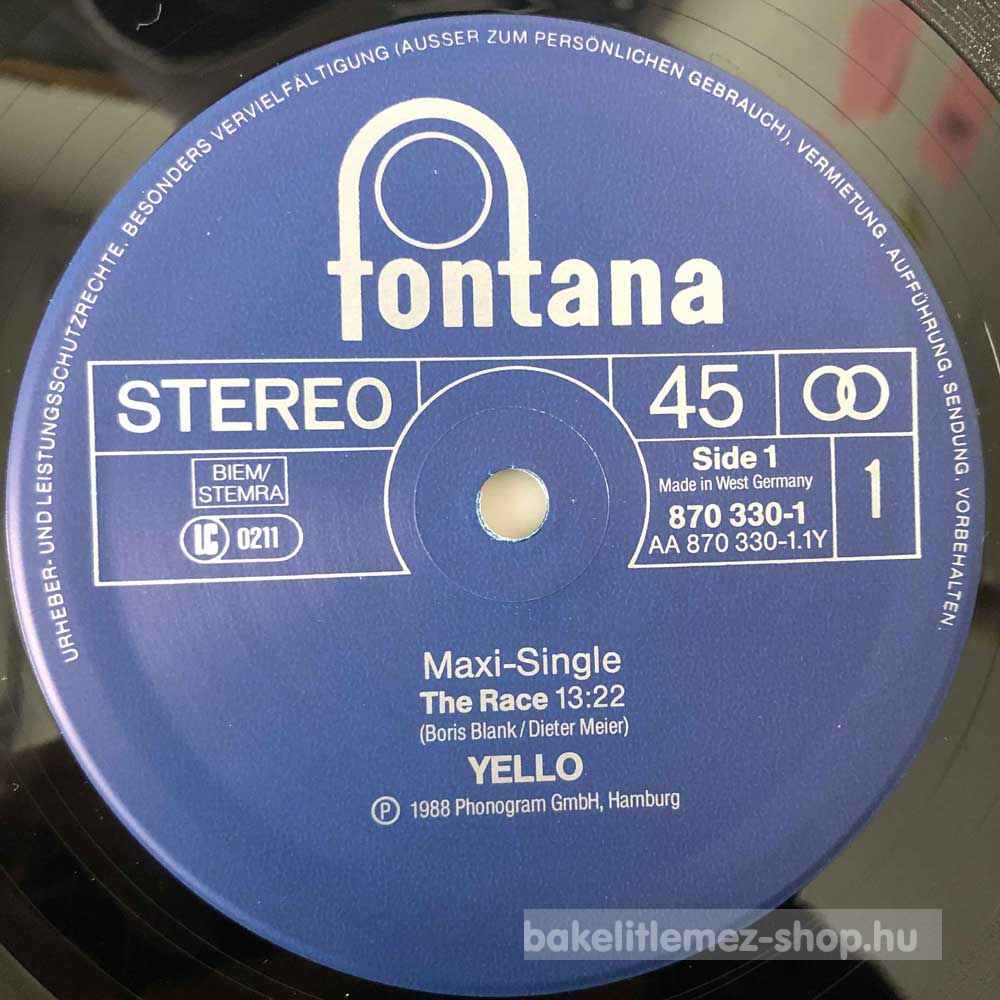 URHEBER- UND LEISTUNGSSCHUTZRECHTE, BESONDERS VERVIELFÄLTIGUNG (AUSSER ZUM PERSÖNLICHEN GEBRAUCH), VERMIETUNG, AUFFÜHRUNG, SENDUNG, VORBEHALTEN.
fontana
STEREO
45
BIEM/
STEMRA
LC 0211
Side 1
Made in West Germany
870 330-1
AA 870 330-1.1Y
1
Maxi-Single
The Race 13:22
(Boris Blank / Dieter Meier)
YELLO
℗ 1988 Phonogram GmbH, Hamburg
bakelitlemez-shop.hu